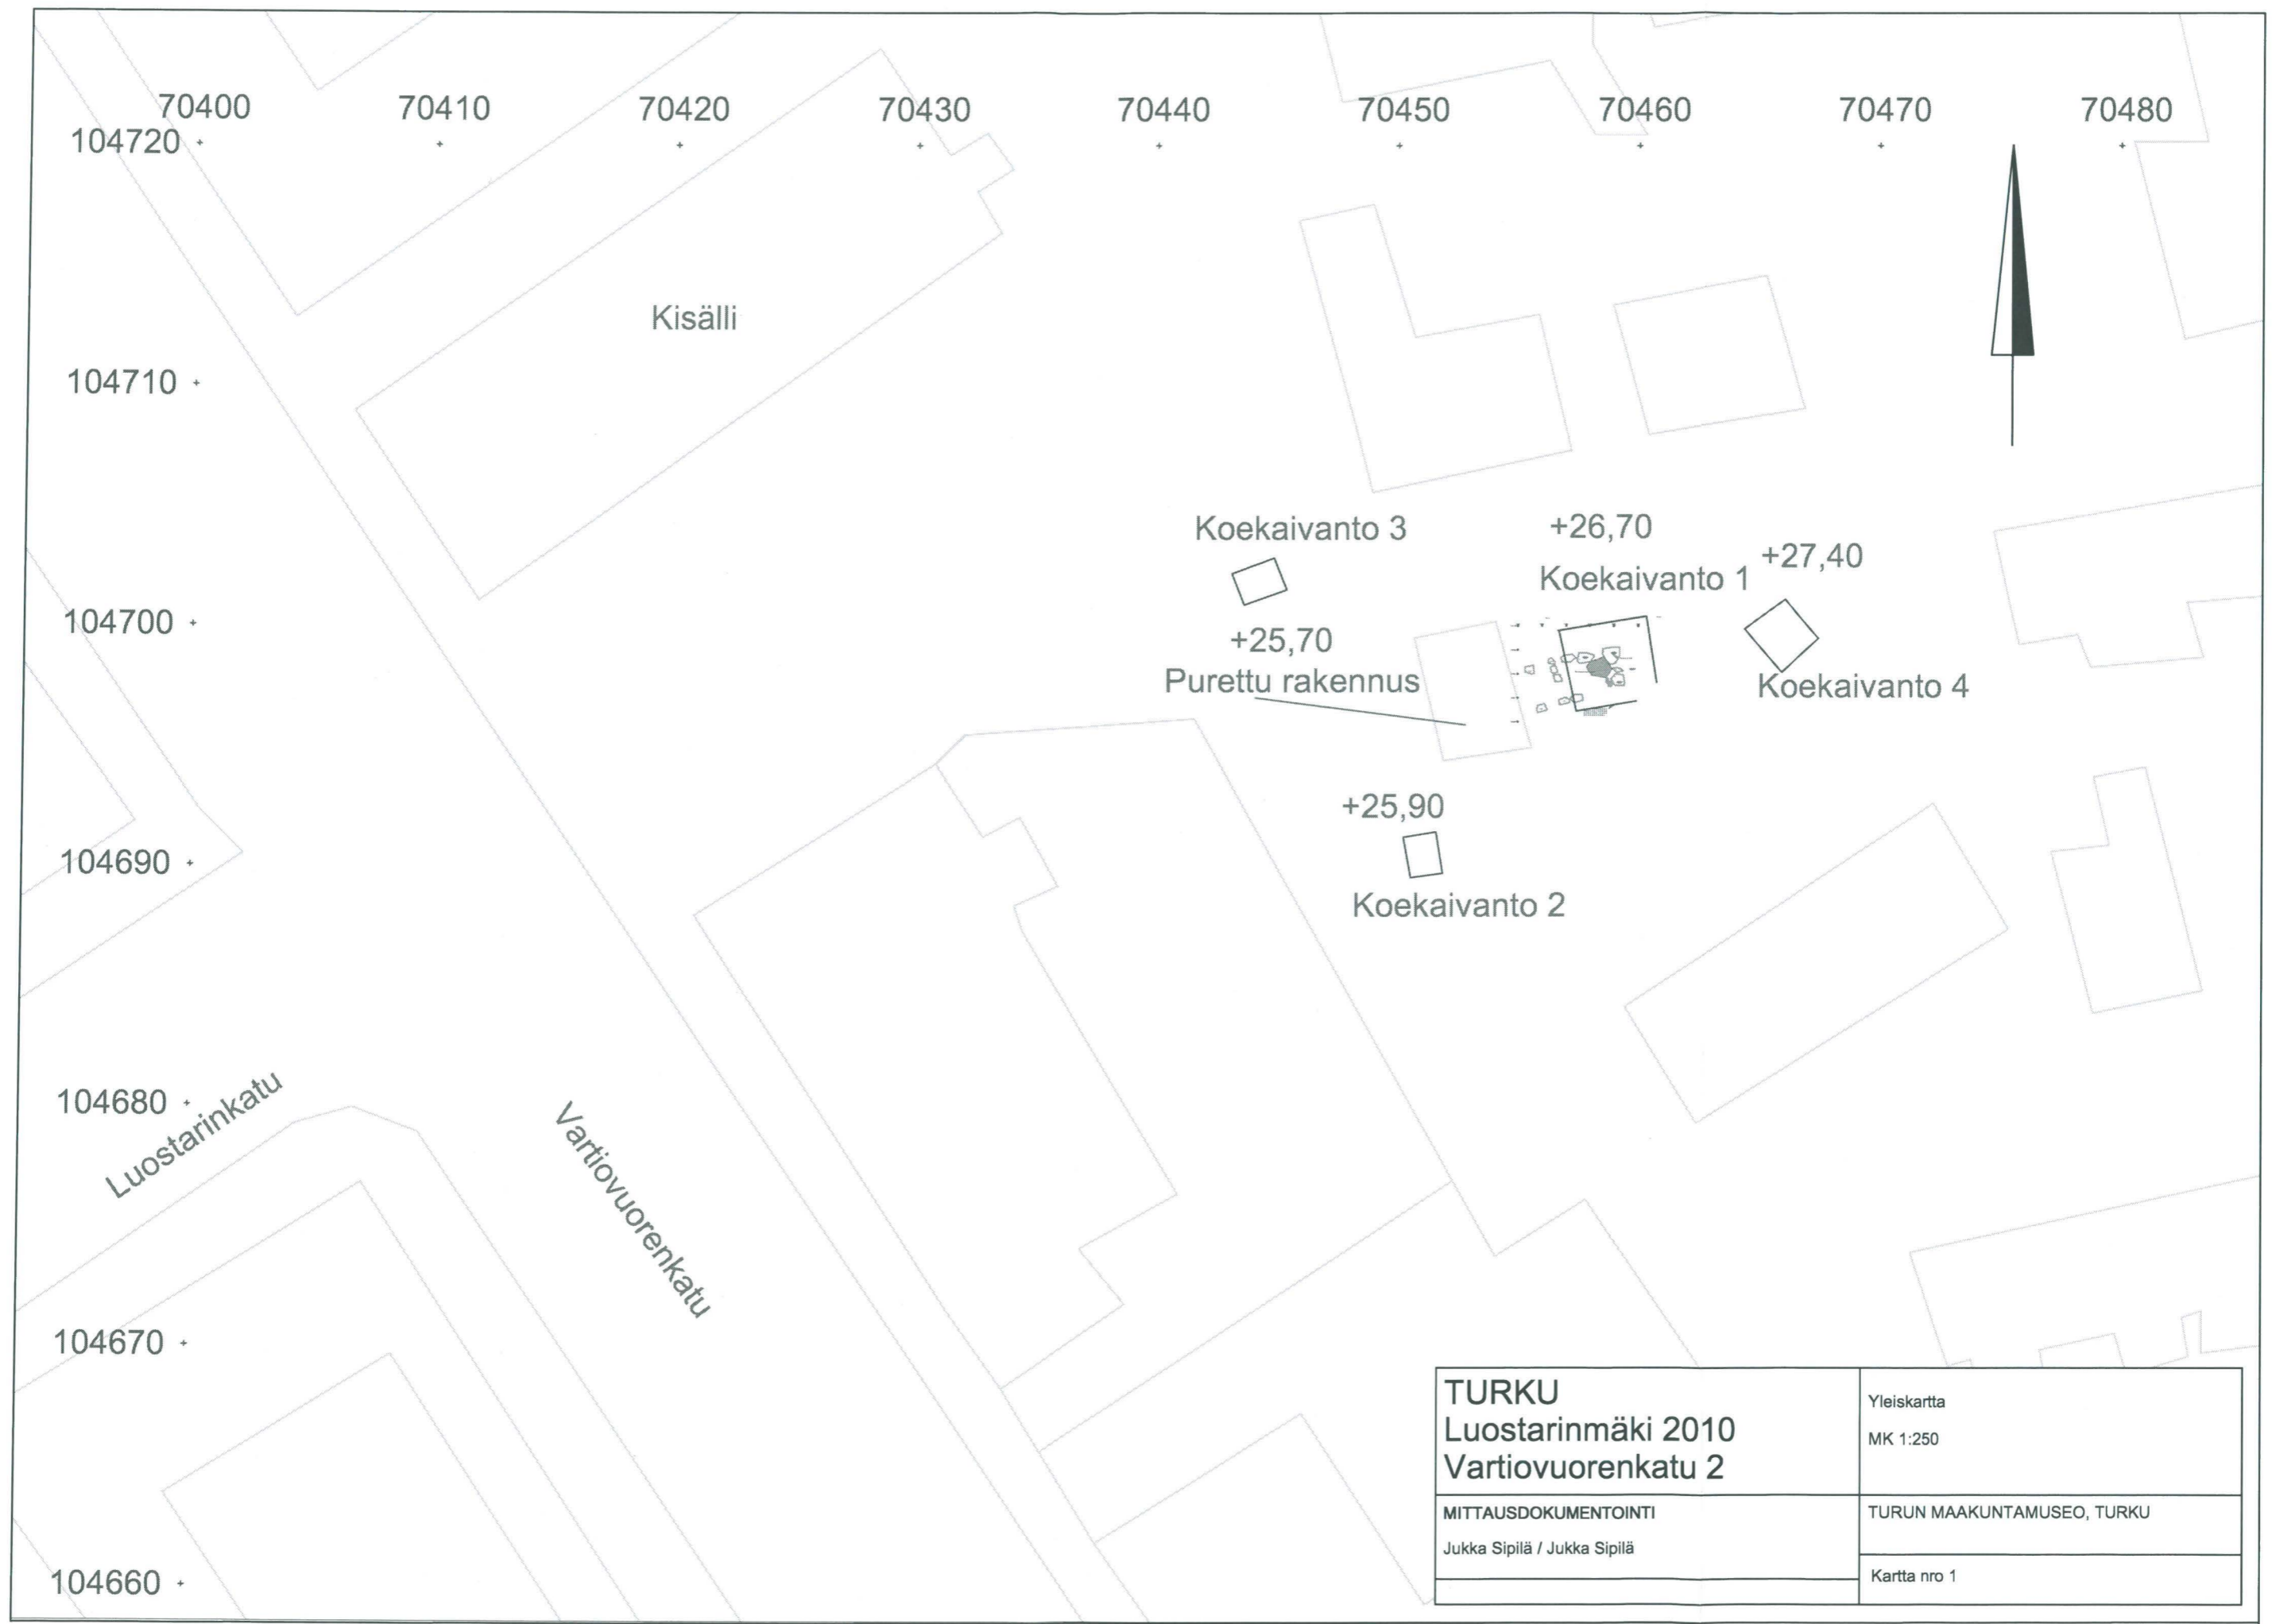 70400 70410 70420 70430 70440 70450 70460 70470 70480
104720
Kisälli
104710
Koekaivanto 3
+26,70
+27,40
Koekaivanto 1
104700
+25,70
Purettu rakennus
Koekaivanto 4
+25,90
104690
Koekaivanto 2
104680
Luostarinkatu
Vartiovuorenkatu
104670
104660
TURKU
Luostarinmäki 2010
Vartiovuorenkatu 2
Yleiskartta
MK 1:250
MITTAUSDOKUMENTOINTI
Jukka Sipilä / Jukka Sipilä
TURUN MAAKUNTAMUSEO, TURKU
Kartta nro 1